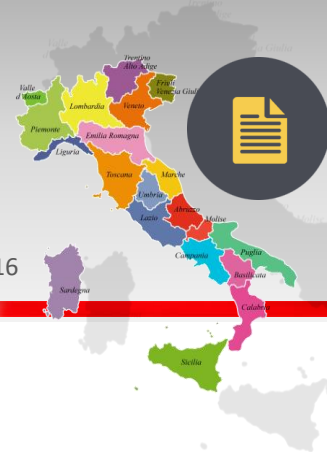 Trentino
Alto Adige
Friuli
Venezia Giul
Valle
d'Aosta
Lombardia
Veneto
Piemonte
Emilia Romagna
Liguria
Toscana
Marche
Umbria
Abruzzo
Lazio
Molise
Campania
Puglia
Basilicata
16
Sardegna
Calabria
Sicilia